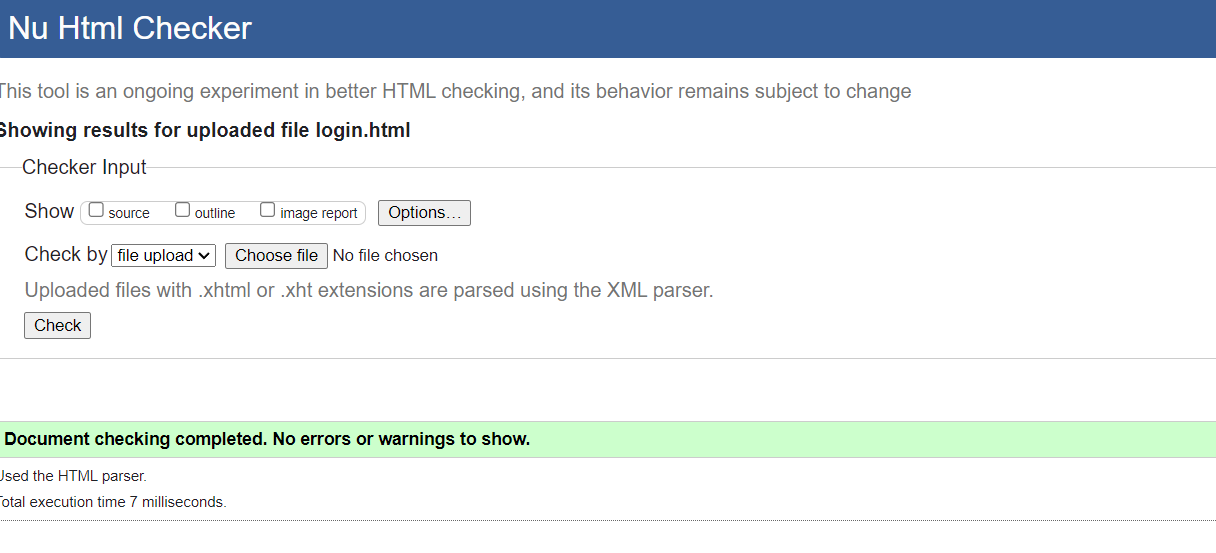 Nu Html Checker
This tool is an ongoing experiment in better HTML checking, and its behavior remains subject to change
Showing results for uploaded file login.html
Checker Input
Show source outline image report Options...
Check by file upload Choose file No file chosen
Uploaded files with .xhtml or .xht extensions are parsed using the XML parser.
Check
Document checking completed. No errors or warnings to show.
Used the HTML parser.
Total execution time 7 milliseconds.